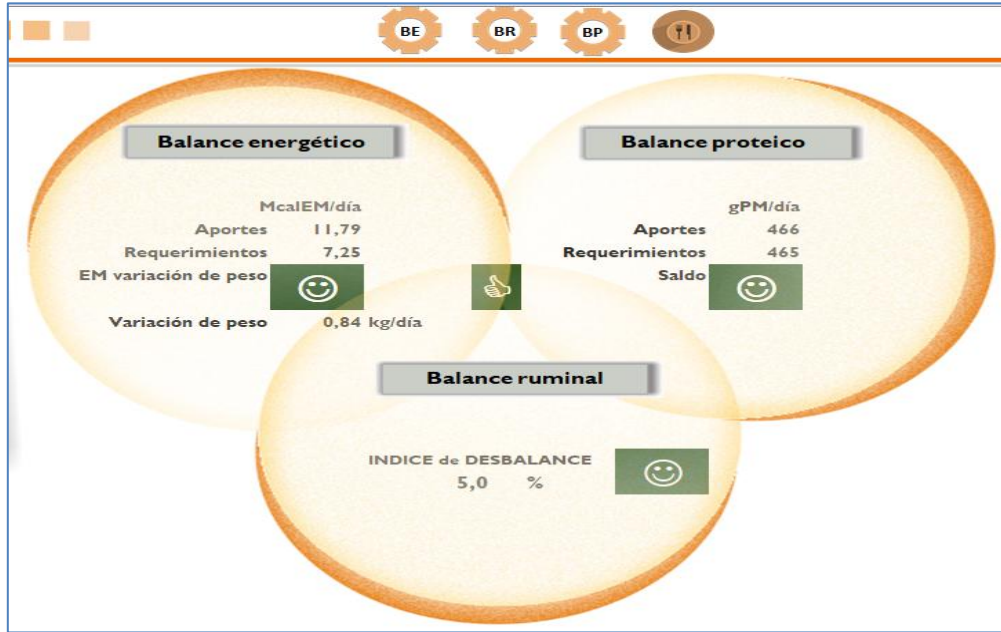 BE BR BP
Balance energético
McalEM/día
Aportes 11,79
Requerimientos 7,25
EM variación de peso
Variación de peso 0,84 kg/día
Balance proteico
gPM/día
Aportes 466
Requerimientos 465
Saldo
Balance ruminal
INDICE de DESBALANCE
5,0 %